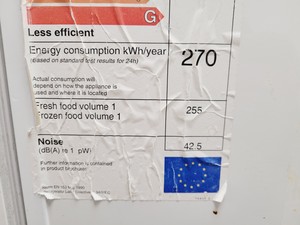 G
Less efficient
Energy consumption kWh/year 270
(Based on standard test results for 24h)
Actual consumption will
depend on how the appliance is
used and where it is located
Fresh food volume 1 255
Frozen food volume 1
Noise
(dB(A) re 1 pW) 42.5
Further information is contained
in product brochures